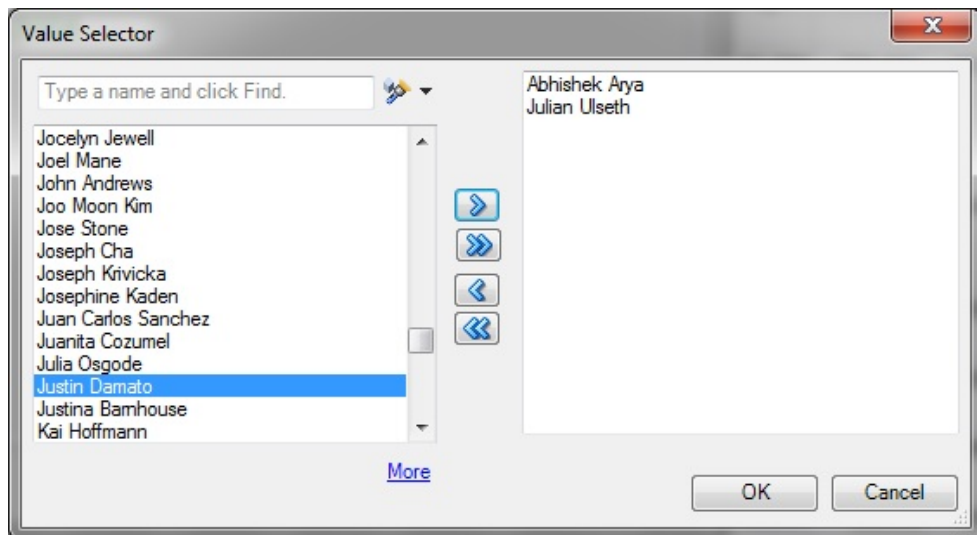 Value Selector
Type a name and click Find.
Jocelyn Jewell
Joel Mane
John Andrews
Joo Moon Kim
Jose Stone
Joseph Cha
Joseph Krivicka
Josephine Kaden
Juan Carlos Sanchez
Juanita Cozumel
Julia Osgode
Justin Damato
Justina Barnhouse
Kai Hoffmann
More
Abhishek Arya
Julian Ulseth
OK
Cancel